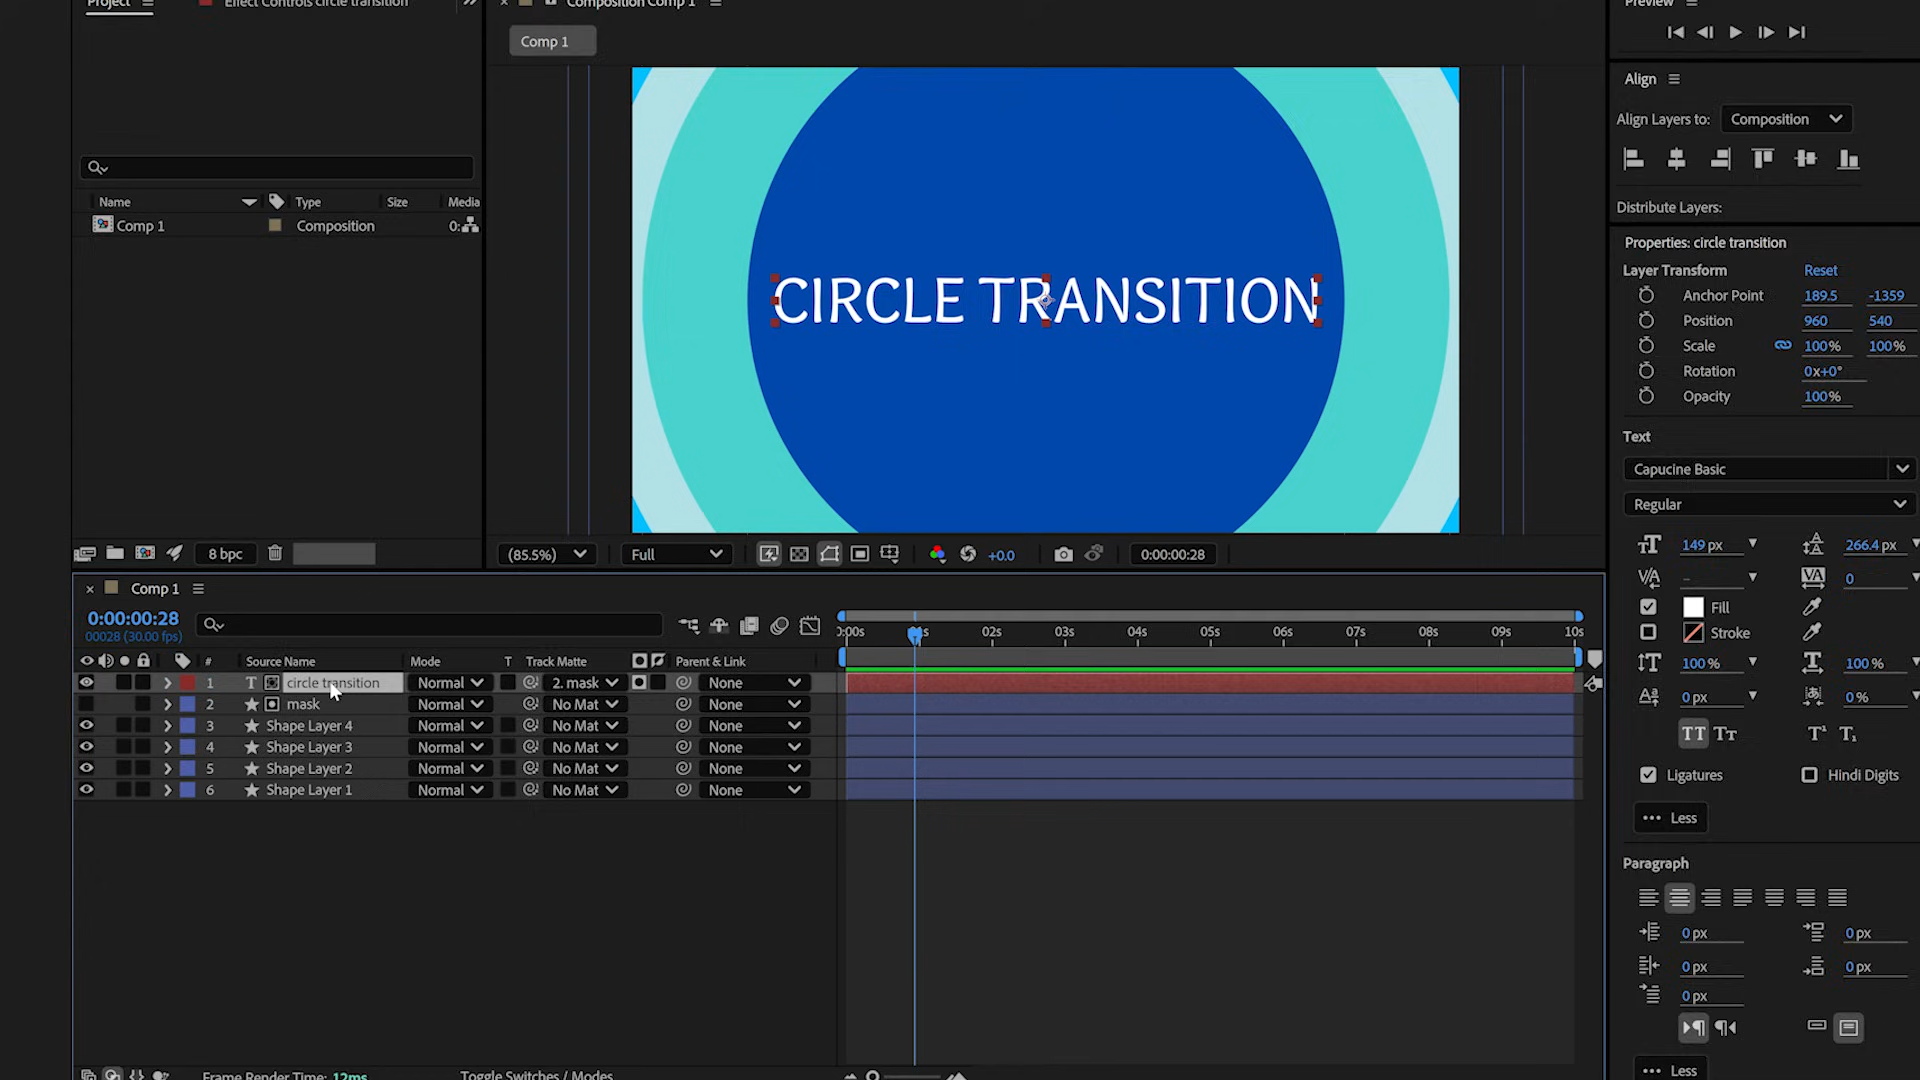 Project
Effect Controls circle transition
Composition Comp 1
Preview
Comp 1
Align
Align Layers to:
Composition
Distribute Layers:
Name
Type
Size
Media
Comp 1
Composition
0:
CIRCLE TRANSITION
Properties: circle transition
Layer Transform
Reset
Anchor Point
189.5
-1359
Position
960
540
Scale
100%
100%
Rotation
0x+0°
Opacity
100%
Text
Capucine Basic
Regular
149 px
266.4 px
0
Fill
Stroke
100 %
100 %
0 px
0 %
TT
Tt
T¹
T₁
Ligatures
Hindi Digits
Less
Paragraph
0 px
0 px
0 px
0 px
0 px
Less
8 bpc
(85.5%)
Full
+0.0
0:00:00:28
Comp 1
0:00:00:28
00028 (30.00 fps)
#
Source Name
Mode
T
Track Matte
Parent & Link
1
T
circle transition
Normal
2. mask
None
2
mask
Normal
No Mat
None
3
Shape Layer 4
Normal
No Mat
None
4
Shape Layer 3
Normal
No Mat
None
5
Shape Layer 2
Normal
No Mat
None
6
Shape Layer 1
Normal
No Mat
None
02s
03s
04s
05s
06s
07s
08s
09s
10s
Frame Render Time: 12ms
Toggle Switches / Modes